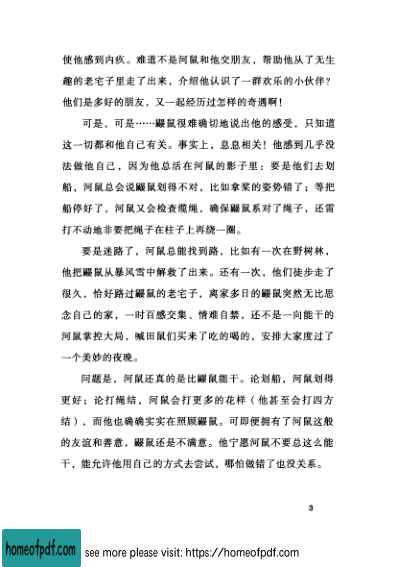 使他感到内疚。难道不是河鼠和他交朋友，帮助他从了无生
趣的老宅子里走了出来，介绍他认识了一群欢乐的小伙伴？
他们是多好的朋友，又一起经历过怎样的奇遇啊！
可是，可是……鼹鼠很难确切地说出他的感受，只知道
这一切都和他自己有关。事实上，息息相关！他感到几乎没
法做他自己，因为他总活在河鼠的影子里：要是他们去划
船，河鼠总会说鼹鼠划得不对，比如拿桨的姿势错了；等把
船停好了，河鼠又会检查缆绳，确保鼹鼠系对了绳子，还雷
打不动地非要把绳子在柱子上再绕一圈。
要是迷路了，河鼠总能找到路，比如有一次在野树林，
他把鼹鼠从暴风雪中解救了出来。还有一次，他们徒步走了
很久，恰好路过鼹鼠的老宅子，离家多日的鼹鼠突然无比思
念自己的家，一时百感交集、情难自禁，还不是一向能干的
河鼠掌控大局，喊田鼠们买来了吃的喝的，安排大家度过了
一个美妙的夜晚。
问题是，河鼠还真的是比鼹鼠能干。论划船，河鼠划得
更好；论打绳结，河鼠会打更多的花样（他甚至会打四方
结），而他也确确实实在照顾鼹鼠。可即便拥有了河鼠这般
的友谊和善意，鼹鼠还是不满意。他宁愿河鼠不要总这么能
干，能允许他用自己的方式去尝试，哪怕做错了也没关系。
3
homeofpdf.com
see more please visit: https://homeofpdf.com